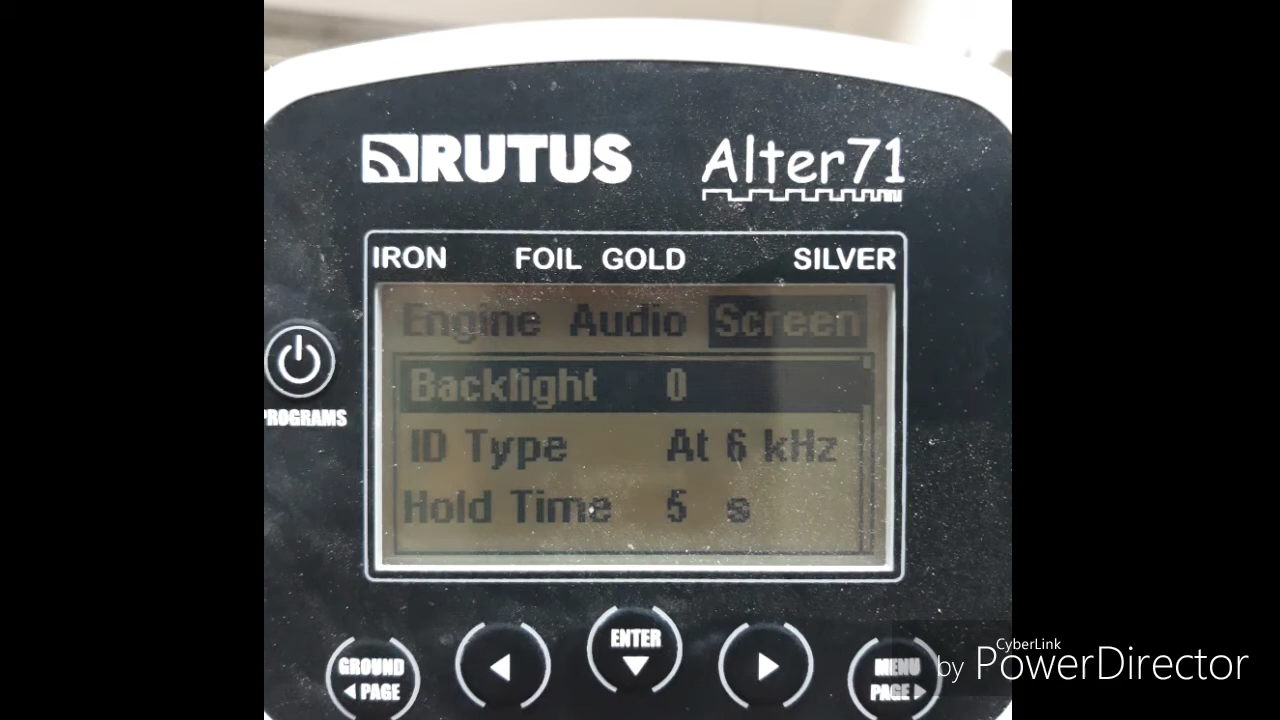 RUTUS Alter71
IRON FOIL GOLD SILVER
Engine Audio Screen
Backlight 0
ID Type At 6 kHz
Hold Time 5 s
PROGRAMS
ENTER
GROUND
PAGE
MENU
PAGE
CyberLink
by PowerDirector